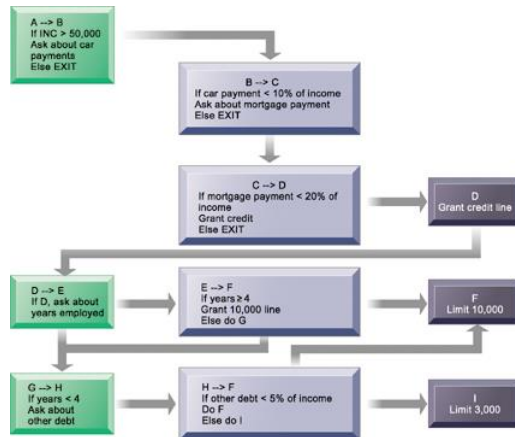 A --> B
If INC > 50,000
Ask about car
payments
Else EXIT
B --> C
If car payment < 10% of income
Ask about mortgage payment
Else EXIT
C --> D
If mortgage payment < 20% of
income
Grant credit
Else EXIT
D
Grant credit line
D --> E
If D, ask about
years employed
E --> F
If years ≥ 4
Grant 10,000 line
Else do G
F
Limit 10,000
G --> H
If years < 4
Ask about
other debt
H --> F
If other debt < 5% of income
Do F
Else do I
I
Limit 3,000